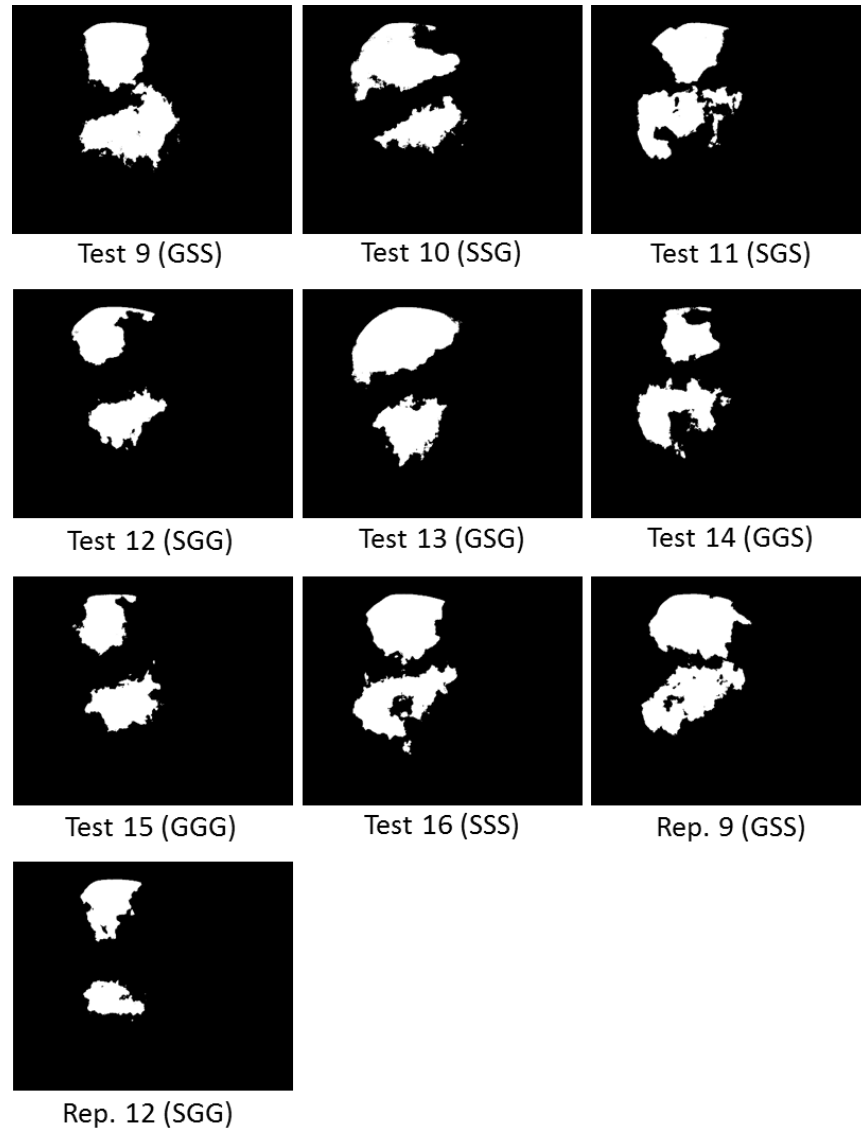 Test 9 (GSS)
Test 10 (SSG)
Test 11 (SGS)
Test 12 (SGG)
Test 13 (GSG)
Test 14 (GGS)
Test 15 (GGG)
Test 16 (SSS)
Rep. 9 (GSS)
Rep. 12 (SGG)